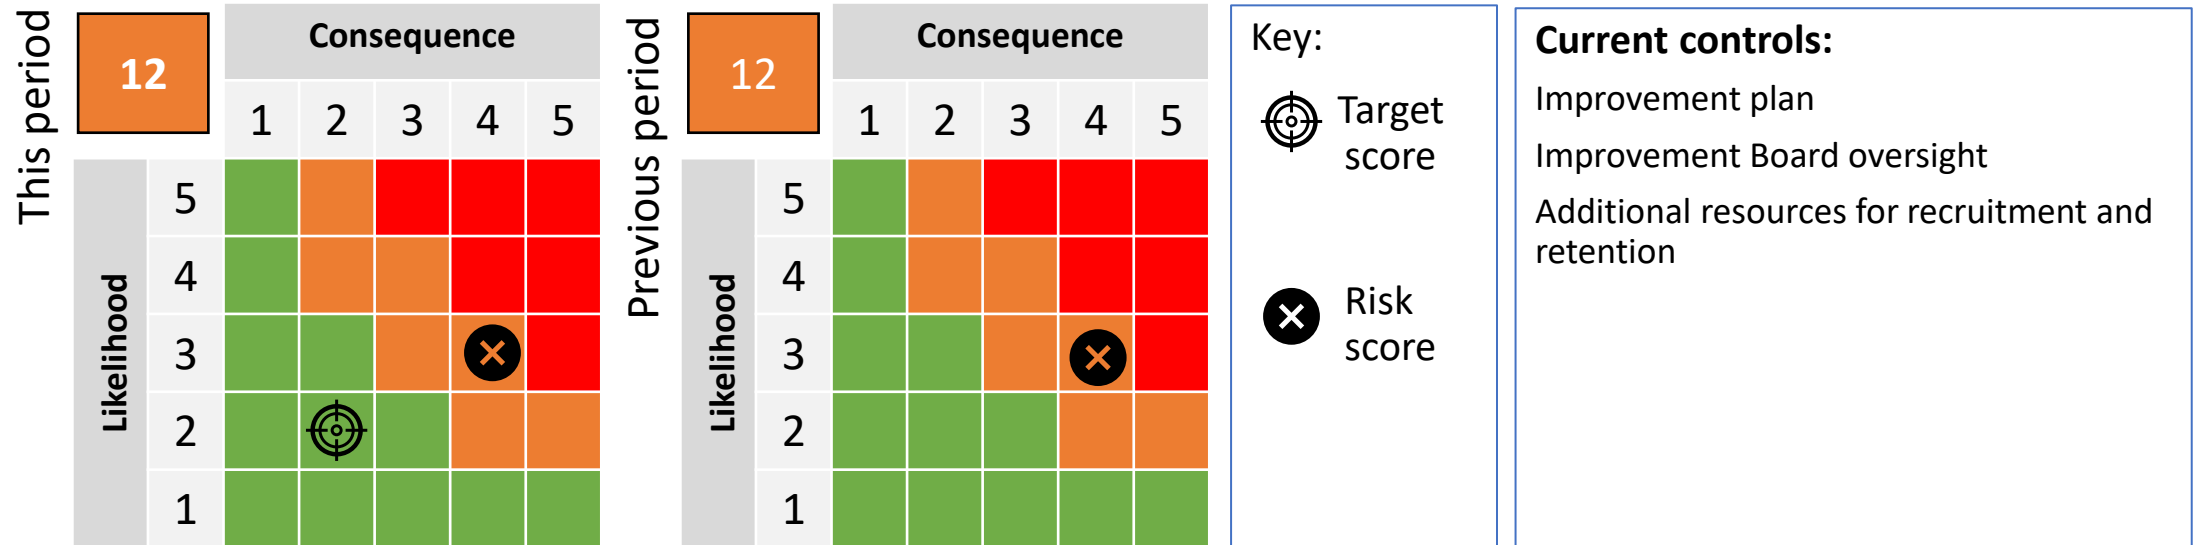 This period
12
Consequence
1 2 3 4 5
Likelihood
5
4
3
2
1
Previous period
12
Consequence
1 2 3 4 5
Likelihood
5
4
3
2
1
Key:
Target
score
Risk
score
Current controls:
Improvement plan
Improvement Board oversight
Additional resources for recruitment and
retention